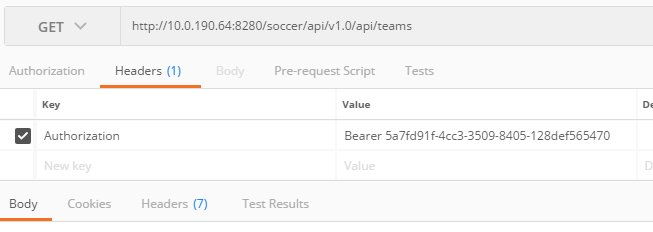 GET http://10.0.190.64:8280/soccer/api/v1.0/api/teams
Authorization Headers (1) Body Pre-request Script Tests
Key Value De
Authorization Bearer 5a7fd91f-4cc3-3509-8405-128def565470
New key Value D
Body Cookies Headers (7) Test Results